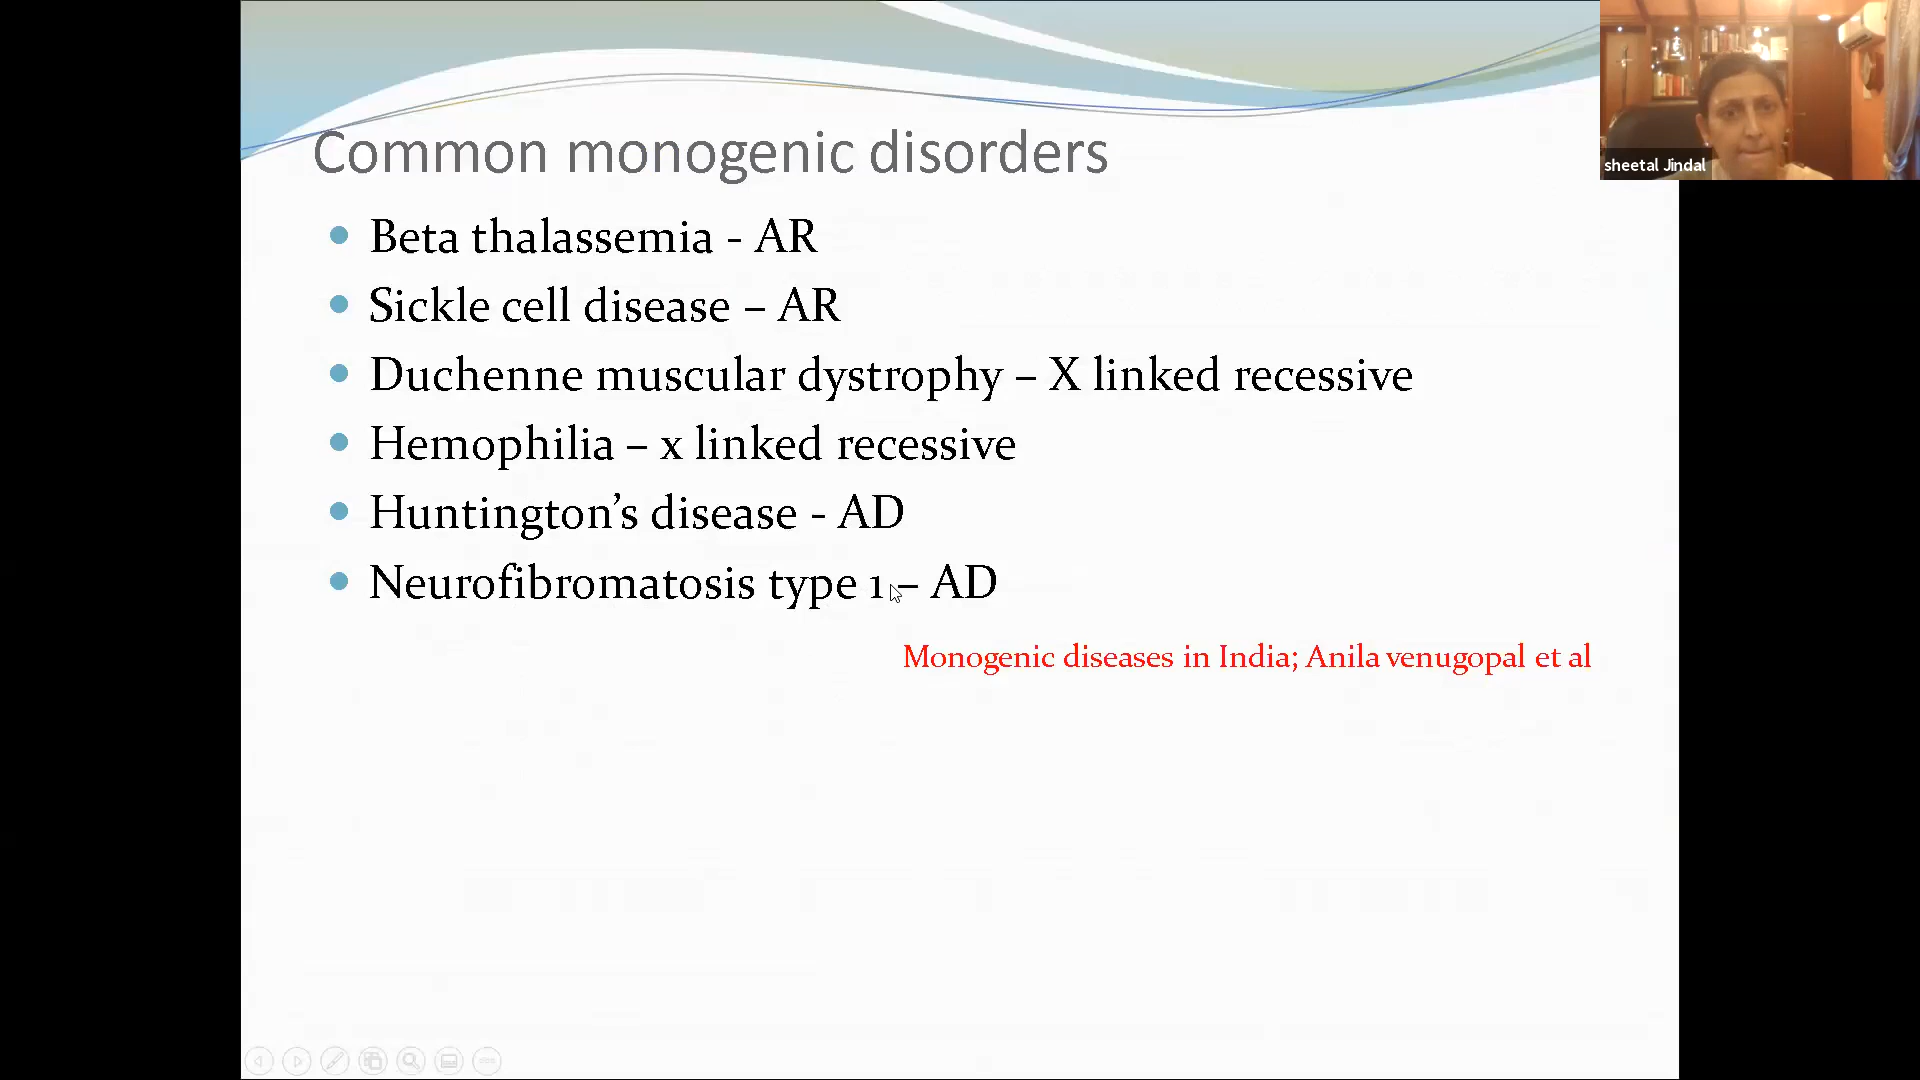 Common monogenic disorders
Beta thalassemia - AR
Sickle cell disease – AR
Duchenne muscular dystrophy – X linked recessive
Hemophilia – x linked recessive
Huntington’s disease - AD
Neurofibromatosis type 1 – AD
Monogenic diseases in India; Anila venugopal et al
sheetal Jindal